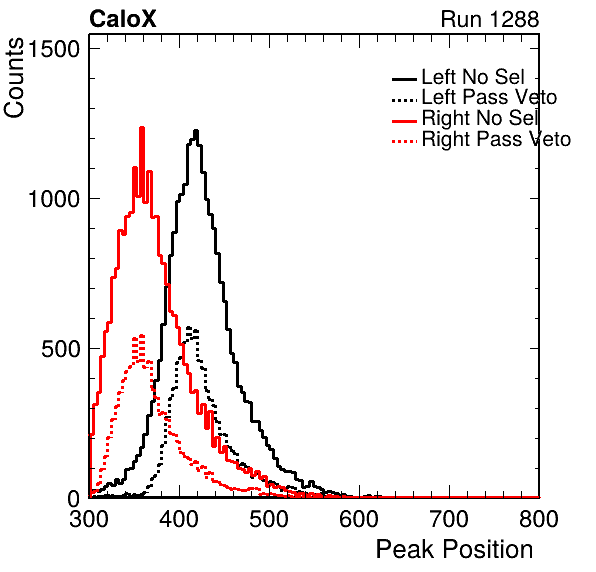 CaloX Run 1288
Counts
1500
1000
500
0
Left No Sel
Left Pass Veto
Right No Sel
Right Pass Veto
300 400 500 600 700 800
Peak Position